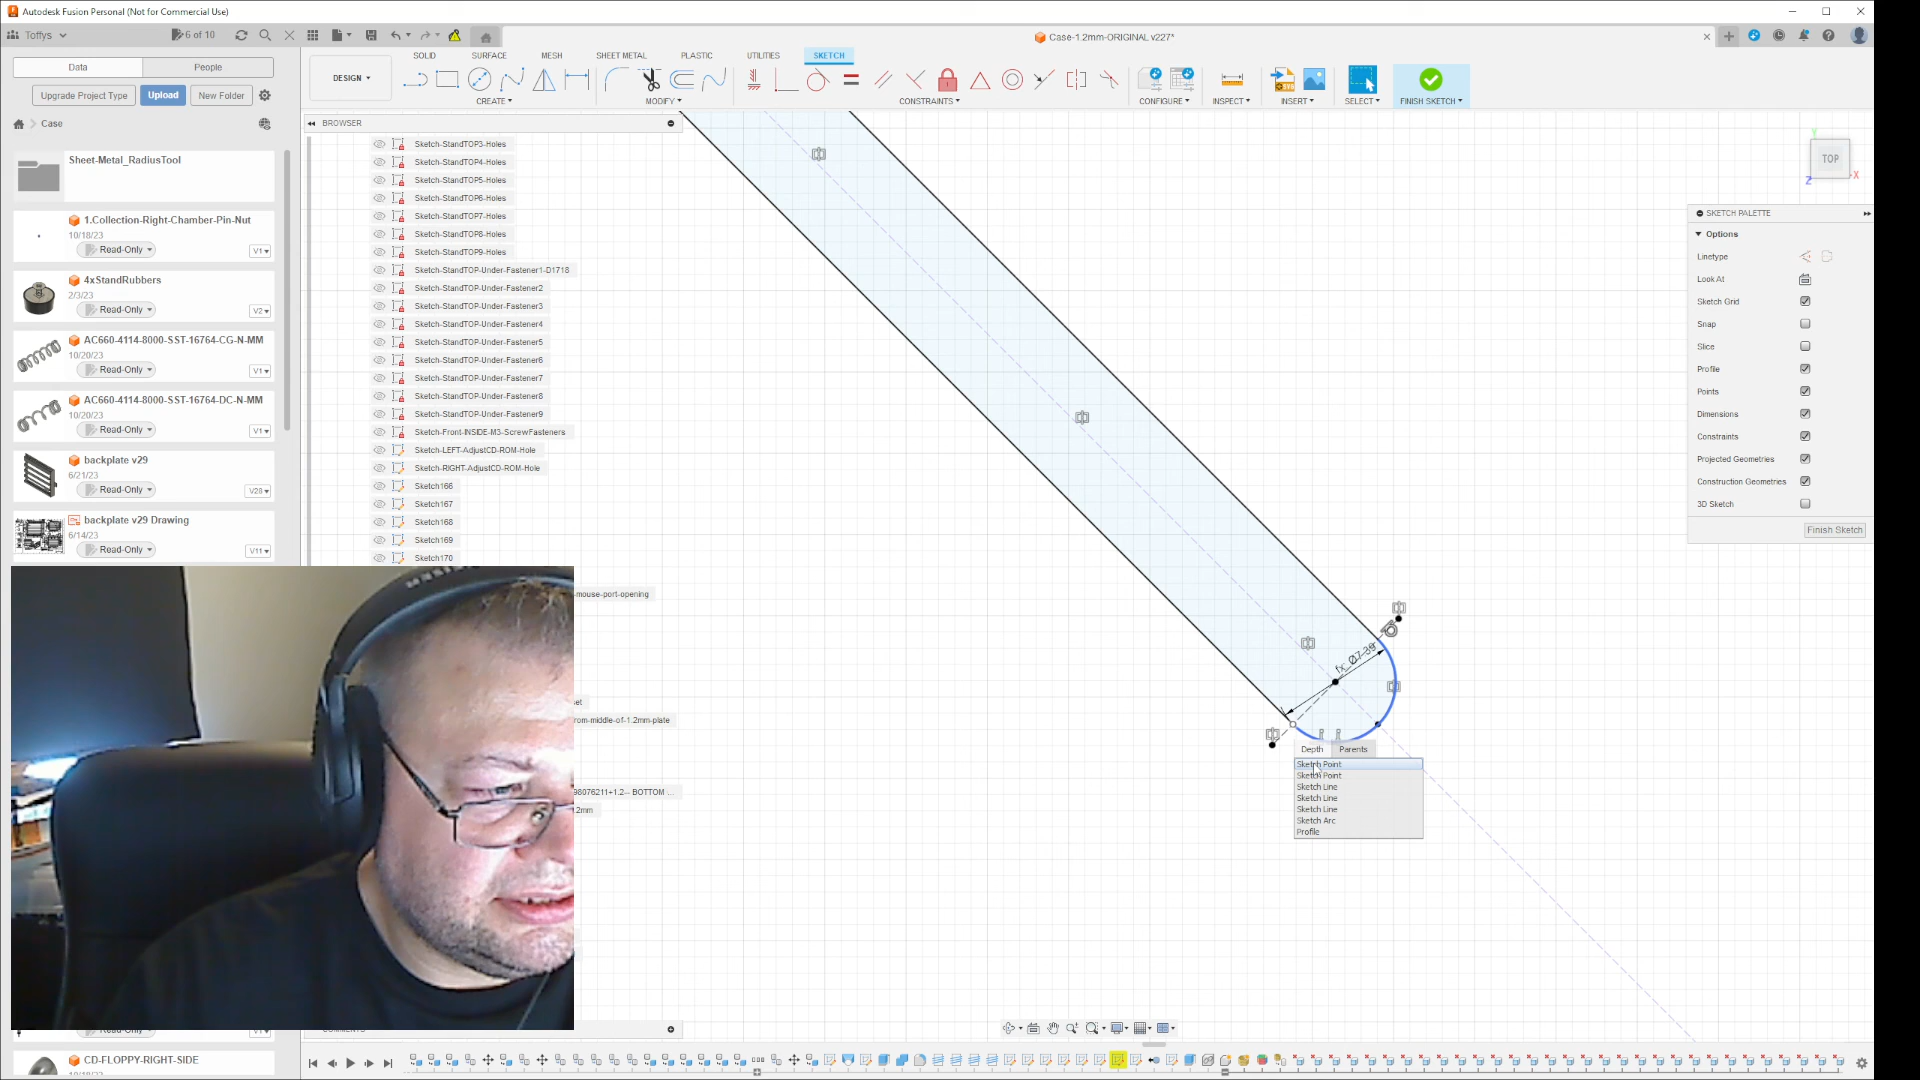 Autodesk Fusion Personal (Not for Commercial Use)
Toffys
6 of 10
Case-1.2mm-ORIGINAL v227*
Data
People
SOLID
SURFACE
MESH
SHEET METAL
PLASTIC
UTILITIES
SKETCH
DESIGN
CREATE
MODIFY
CONSTRAINTS
CONFIGURE
INSPECT
INSERT
SELECT
FINISH SKETCH
Upgrade Project Type
Upload
New Folder
Case
BROWSER
Sheet-Metal_RadiusTool
1.Collection-Right-Chamber-Pin-Nut
10/18/23
Read-Only
V1
4xStandRubbers
2/3/23
Read-Only
V2
AC660-4114-8000-SST-16764-CG-N-MM
10/20/23
Read-Only
V1
AC660-4114-8000-SST-16764-DC-N-MM
10/20/23
Read-Only
V1
backplate v29
6/21/23
Read-Only
V28
backplate v29 Drawing
6/14/23
Read-Only
V11
CD-FLOPPY-RIGHT-SIDE
Sketch-StandTOP3-Holes
Sketch-StandTOP4-Holes
Sketch-StandTOP5-Holes
Sketch-StandTOP6-Holes
Sketch-StandTOP7-Holes
Sketch-StandTOP8-Holes
Sketch-StandTOP9-Holes
Sketch-StandTOP-Under-Fastener1-D1718
Sketch-StandTOP-Under-Fastener2
Sketch-StandTOP-Under-Fastener3
Sketch-StandTOP-Under-Fastener4
Sketch-StandTOP-Under-Fastener5
Sketch-StandTOP-Under-Fastener6
Sketch-StandTOP-Under-Fastener7
Sketch-StandTOP-Under-Fastener8
Sketch-StandTOP-Under-Fastener9
Sketch-Front-INSIDE-M3-ScrewFasteners
Sketch-LEFT-AdjustCD-ROM-Hole
Sketch-RIGHT-AdjustCD-ROM-Hole
Sketch166
Sketch167
Sketch168
Sketch169
Sketch170
-mouse-port-opening
set
rom-middle-of-1.2mm-plate
98076211+1.2-- BOTTOM ...
.2mm
Depth
Parents
Sketch Point
Sketch Point
Sketch Line
Sketch Line
Sketch Line
Sketch Arc
Profile
TOP
X
Y
Z
SKETCH PALETTE
Options
Linetype
Look At
Sketch Grid
Snap
Slice
Profile
Points
Dimensions
Constraints
Projected Geometries
Construction Geometries
3D Sketch
Finish Sketch